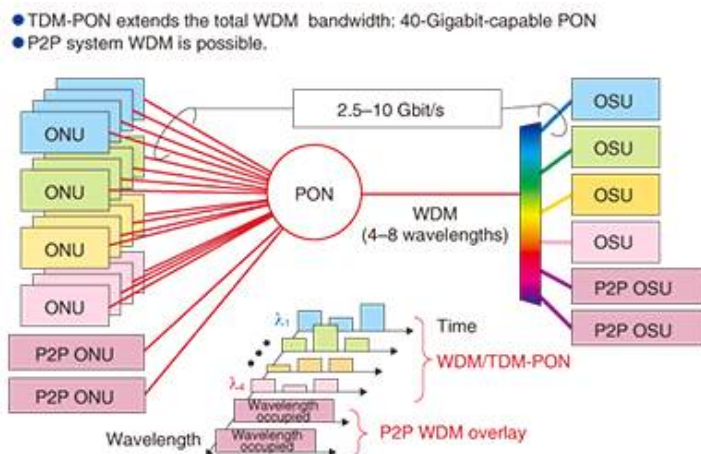 ● TDM-PON extends the total WDM bandwidth: 40-Gigabit-capable PON
● P2P system WDM is possible.
2.5–10 Gbit/s
ONU
ONU
ONU
ONU
P2P ONU
P2P ONU
PON
WDM
(4–8 wavelengths)
OSU
OSU
OSU
OSU
P2P OSU
P2P OSU
λ1
Time
WDM/TDM-PON
λ4
Wavelength
occupied
Wavelength
occupied
P2P WDM overlay
Wavelength